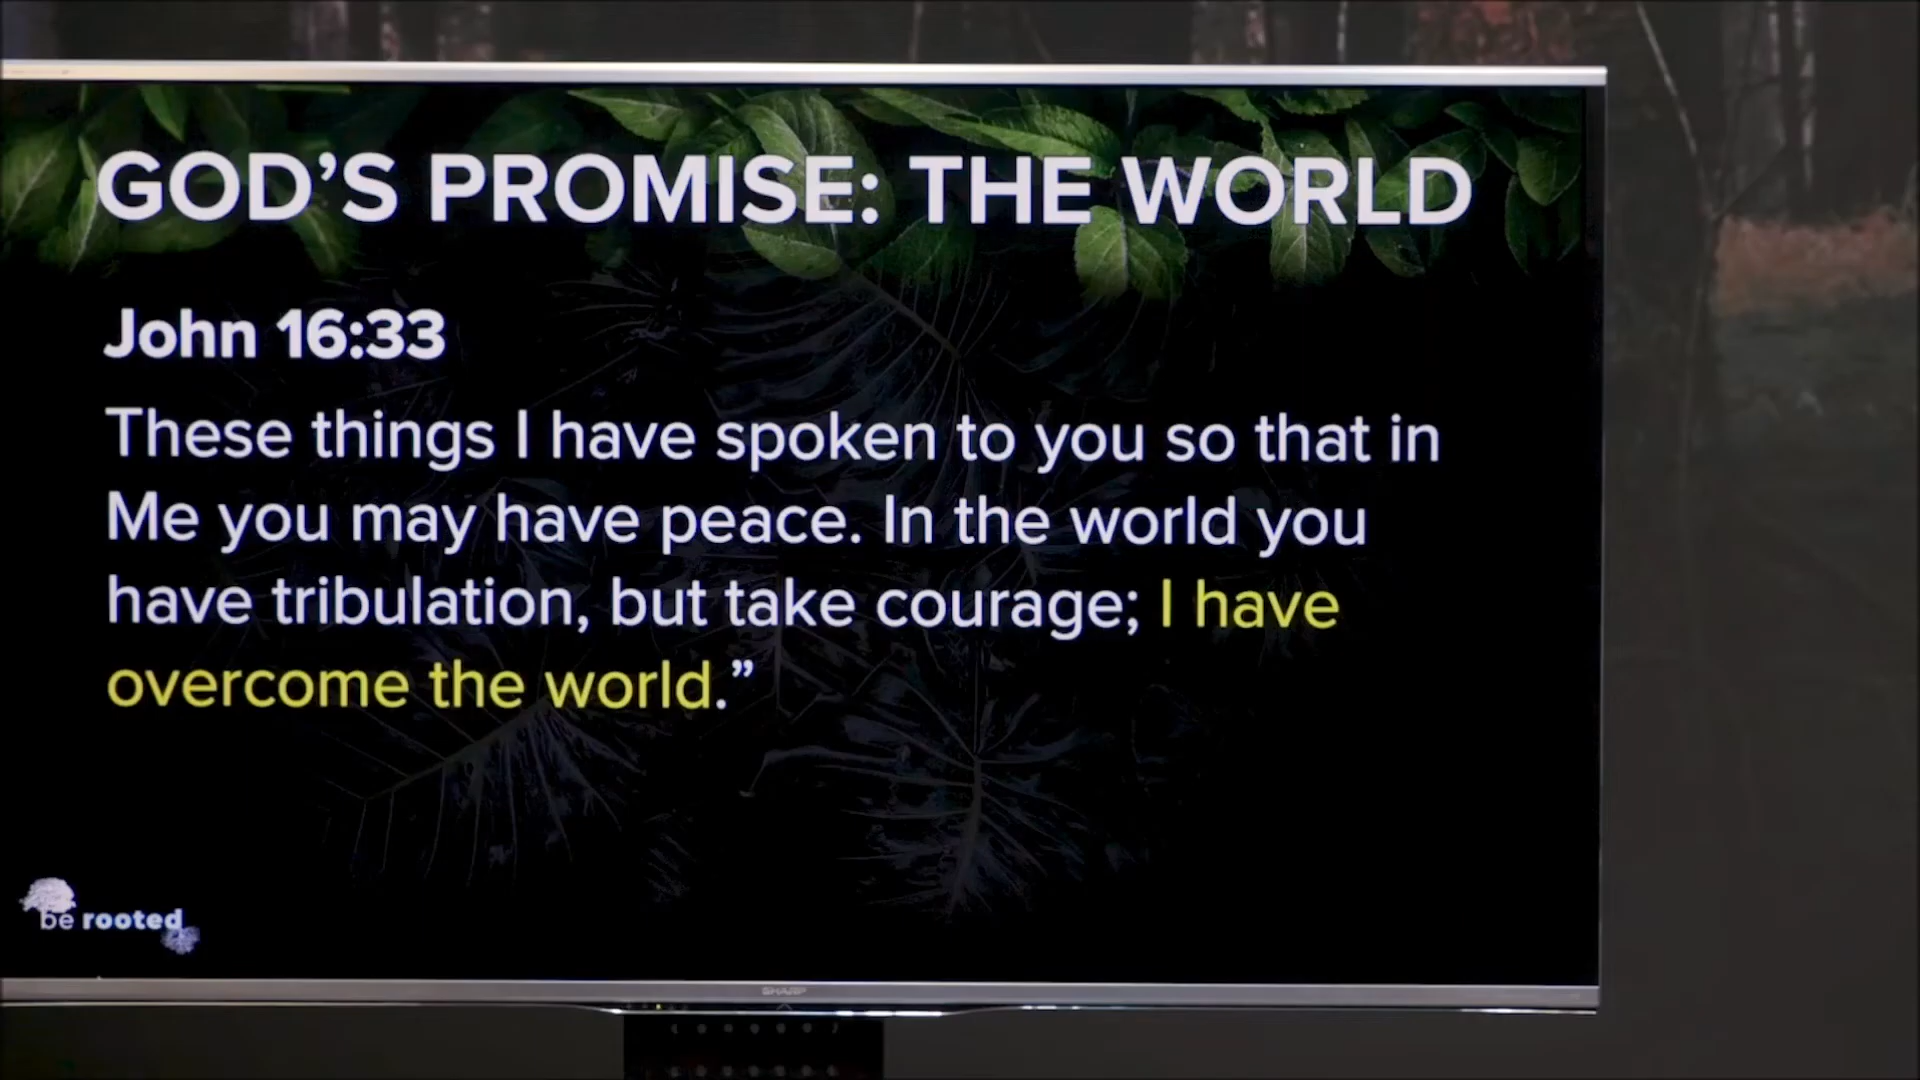 GOD’S PROMISE: THE WORLD
John 16:33
These things I have spoken to you so that in
Me you may have peace. In the world you
have tribulation, but take courage; I have
overcome the world.”
be rooted
SHARP